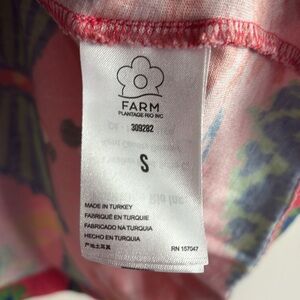 FARM
PLANTAGE RIO INC
309282
S
MADE IN TURKEY
FABRIQUÉ EN TURQUIE
FABRICADO NA TURQUIA
HECHO EN TURQUIA
RN 157047